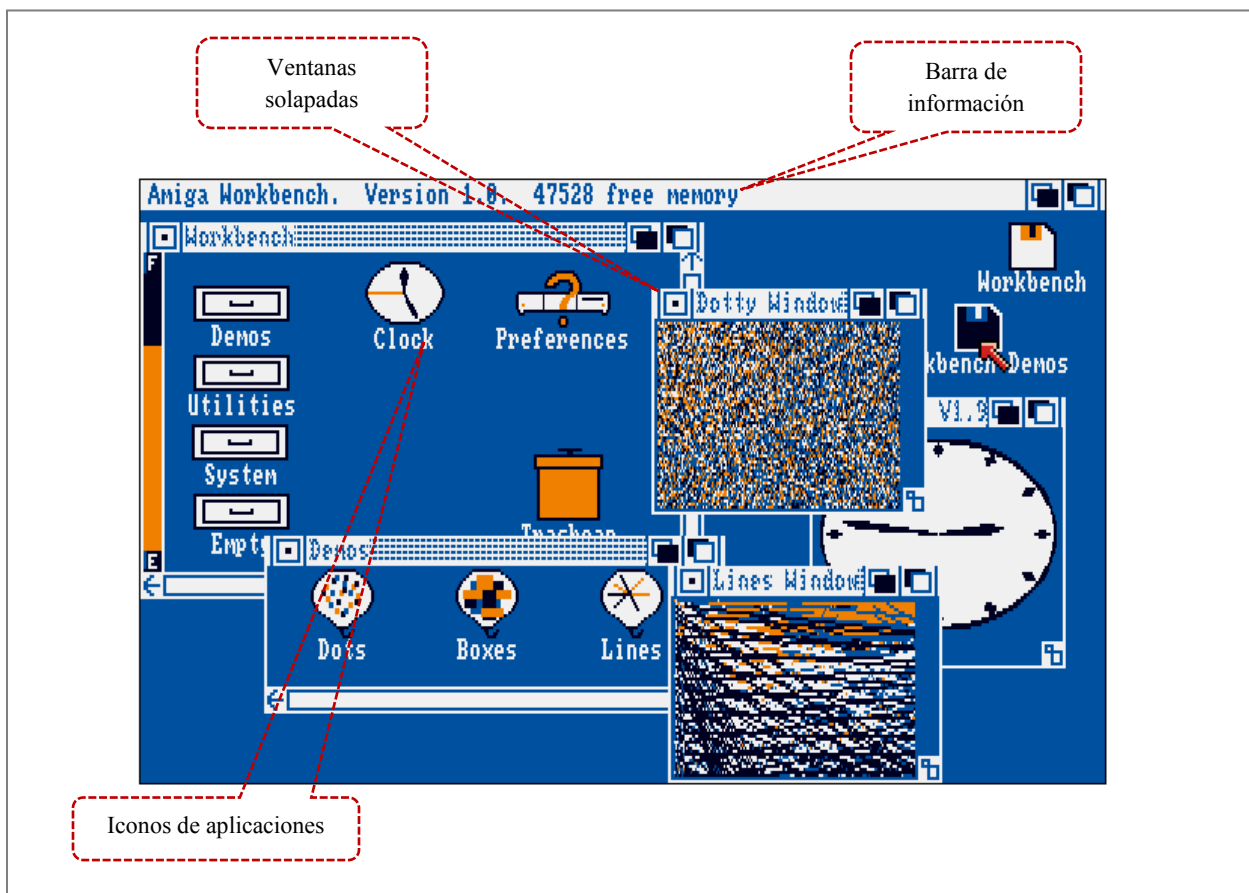 Ventanas
solapadas
Barra de
información
Amiga Workbench. Version 1.0. 47528 free memory
Workbench
F
Clock
Preferences
Demos
Utilities
System
Empty
E
Dotty Window
Workbench
kbench Demos
V1.
Demos
Dots
Boxes
Lines
Lines Window
Iconos de aplicaciones